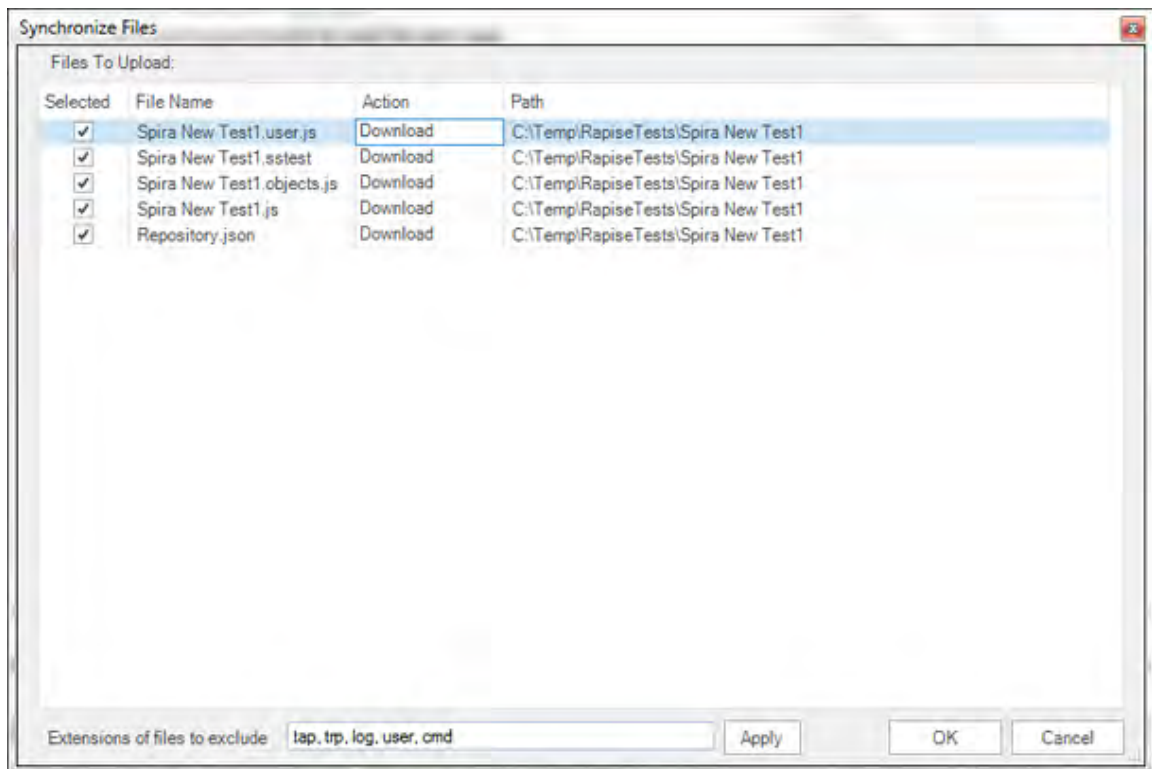 Synchronize Files
Files To Upload:
Selected File Name Action Path
Spira New Test1.user.js Download C:\Temp\RapiseTests\Spira New Test1
Spira New Test1.sstest Download C:\Temp\RapiseTests\Spira New Test1
Spira New Test1.objects.js Download C:\Temp\RapiseTests\Spira New Test1
Spira New Test1.js Download C:\Temp\RapiseTests\Spira New Test1
Repository.json Download C:\Temp\RapiseTests\Spira New Test1
Extensions of files to exclude tap, trp, log, user, cmd Apply OK Cancel